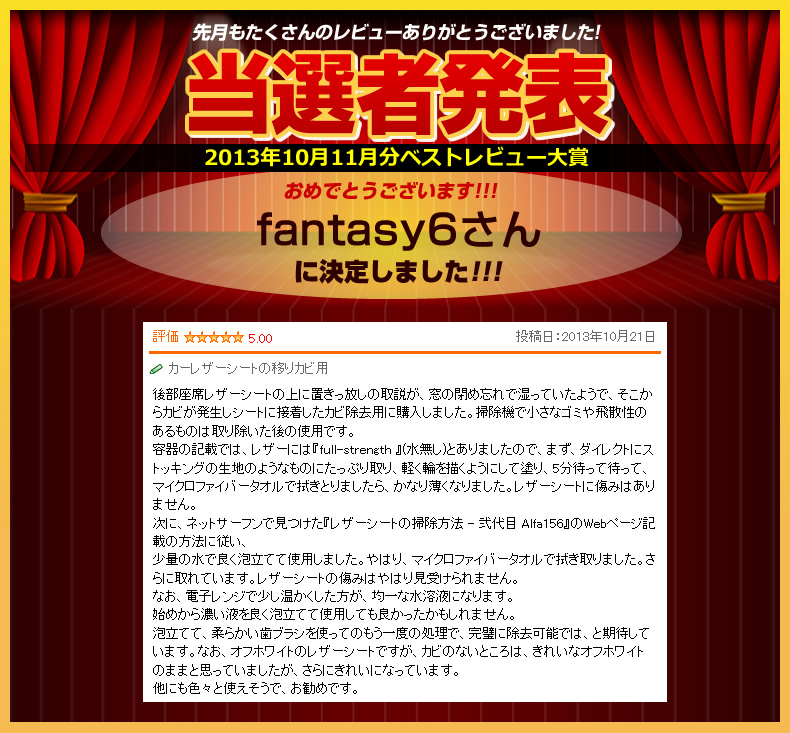 先月もたくさんのレビューありがとうございました!
当選者発表
2013年10月11月分ベストレビュー大賞
おめでとうございます!!!
fantasy6さん
に決定しました!!!
評価 ★★★★★ 5.00 投稿日:2013年10月21日
カーレザーシートの移りカビ用
後部座席レザーシートの上に置きっ放しの取説が、窓の閉め忘れで湿っていたようで、そこか
らカビが発生しシートに接着したカビ除去用に購入しました。掃除機で小さなゴミや飛散性の
あるものは取り除いた後の使用です。
容器の記載では、レザーには『full-strength 』(水無し)とありましたので、まず、ダイレクトにス
トッキングの生地のようなものにたっぷり取り、軽く輪を描くようにして塗り、5分待って待って、
マイクロファイバータオルで拭きとりましたら、かなり薄くなりました。レザーシートに傷みはあり
ません。
次に、ネットサーフンで見つけた『レザーシートの掃除方法 - 弐代目 Alfa156』のWebページ記
載の方法に従い、
少量の水で良く泡立てて使用しました。やはり、マイクロファイバータオルで拭き取りました。さ
らに取れています。レザーシートの傷みはやはり見受けられません。
なお、電子レンジで少し温かくした方が、均一な水溶液になります。
始めから濃い液を良く泡立てて使用しても良かったかもしれません。
泡立てて、柔らかい歯ブラシを使ってのもう一度の処理で、完璧に除去可能では、と期待して
います。なお、オフホワイトのレザーシートですが、カビのないところは、きれいなオフホワイト
のままと思っていましたが、さらにきれいになっています。
他にも色々と使えそうで、お勧めです。